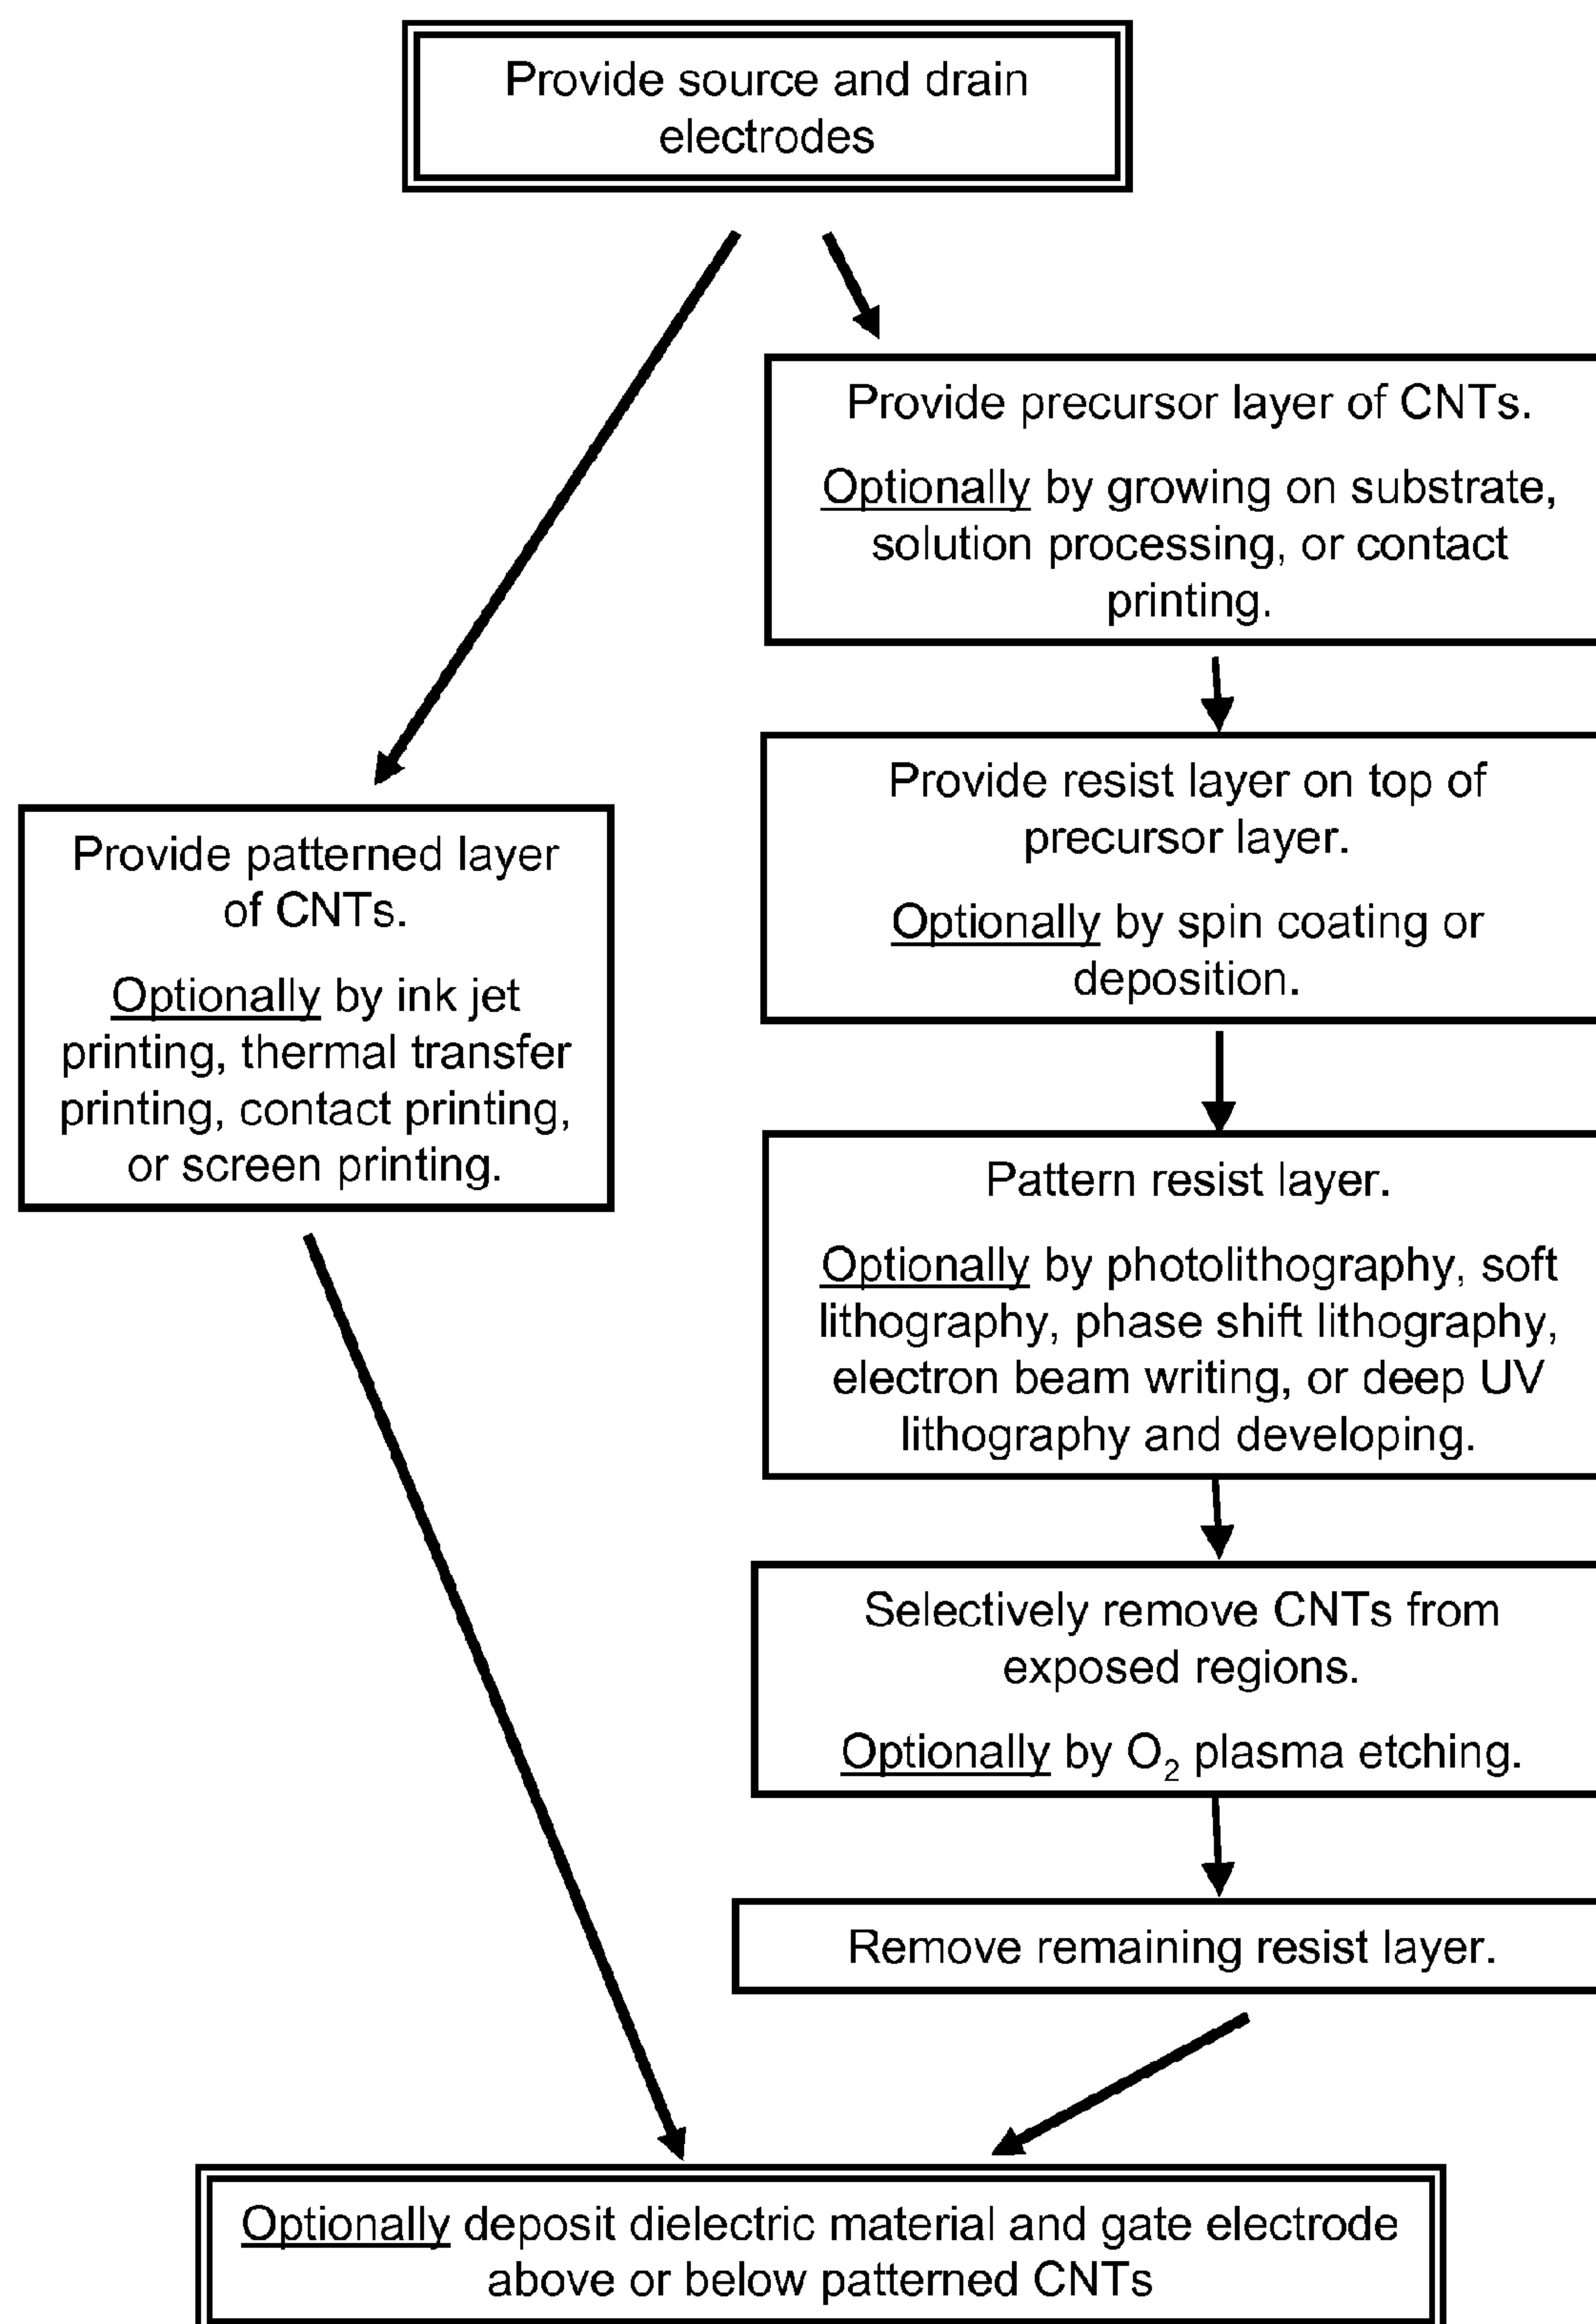 Provide source and drain
electrodes
Provide precursor layer of CNTs.
Optionally by growing on substrate,
solution processing, or contact
printing.
Provide resist layer on top of
precursor layer.
Optionally by spin coating or
deposition.
Provide patterned layer
of CNTs.
Optionally by ink jet
printing, thermal transfer
printing, contact printing,
or screen printing.
Pattern resist layer.
Optionally by photolithography, soft
lithography, phase shift lithography,
electron beam writing, or deep UV
lithography and developing.
Selectively remove CNTs from
exposed regions.
Optionally by O₂ plasma etching.
Remove remaining resist layer.
Optionally deposit dielectric material and gate electrode
above or below patterned CNTs